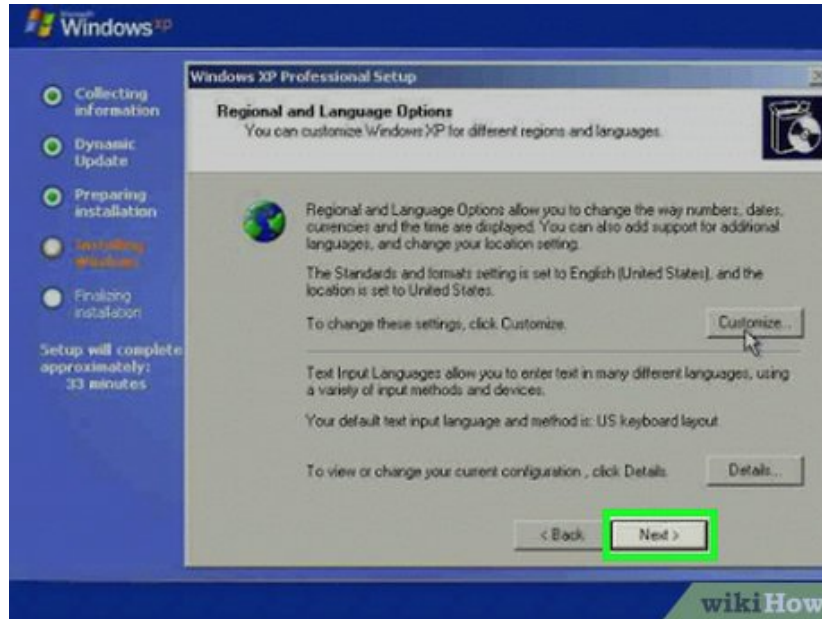 Microsoft
Windows xp
Collecting
information
Dynamic
Update
Preparing
installation
Installing
Windows
Finalizing
installation
Setup will complete
approximately:
33 minutes
Windows XP Professional Setup
Regional and Language Options
You can customize Windows XP for different regions and languages.
Regional and Language Options allow you to change the way numbers, dates,
currencies and the time are displayed. You can also add support for additional
languages, and change your location setting.
The Standards and formats setting is set to English (United States), and the
location is set to United States.
To change these settings, click Customize.
Customize...
Text Input Languages allow you to enter text in many different languages, using
a variety of input methods and devices.
Your default text input language and method is: US keyboard layout
To view or change your current configuration , click Details.
Details...
< Back
Next >
wikiHow